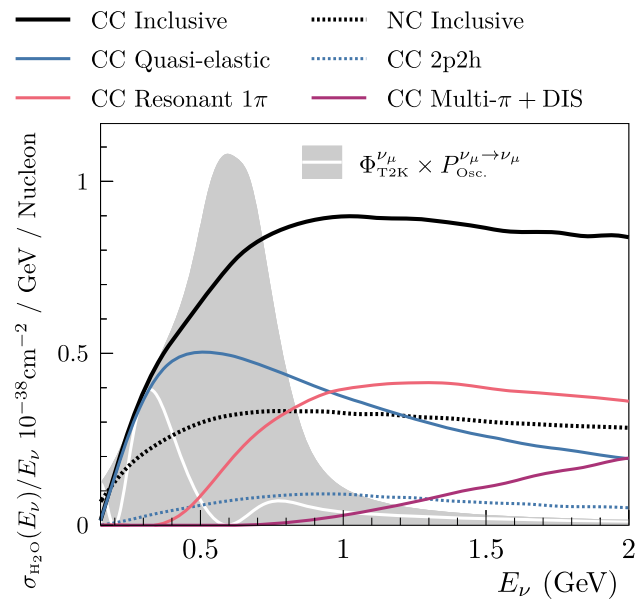 CC Inclusive NC Inclusive
CC Quasi-elastic CC 2p2h
CC Resonant 1π CC Multi-π + DIS
Φ^{ν_μ}_{T2K} × P^{ν_μ→ν_μ}_{Osc.}
σ_{H₂O}(E_ν)/E_ν 10⁻³⁸cm⁻² / GeV / Nucleon
1
0.5
0
0.5 1 1.5 2
E_ν (GeV)